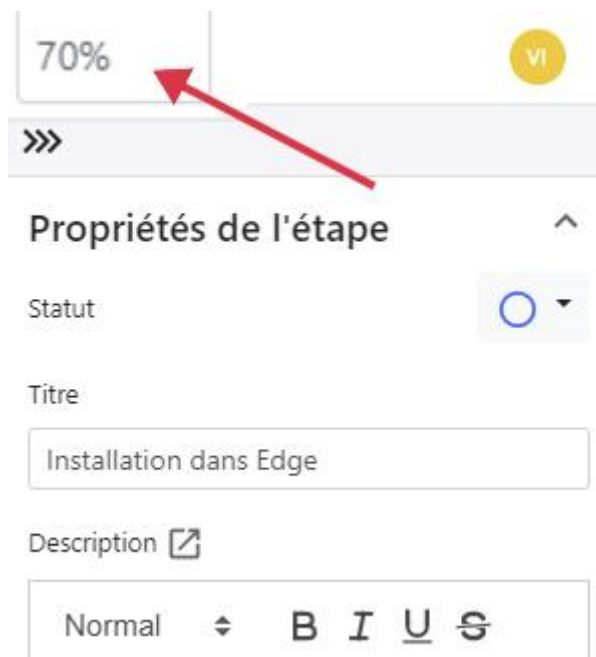 70%
VI
Propriétés de l'étape
Statut
Titre
Installation dans Edge
Description
Normal B I U S